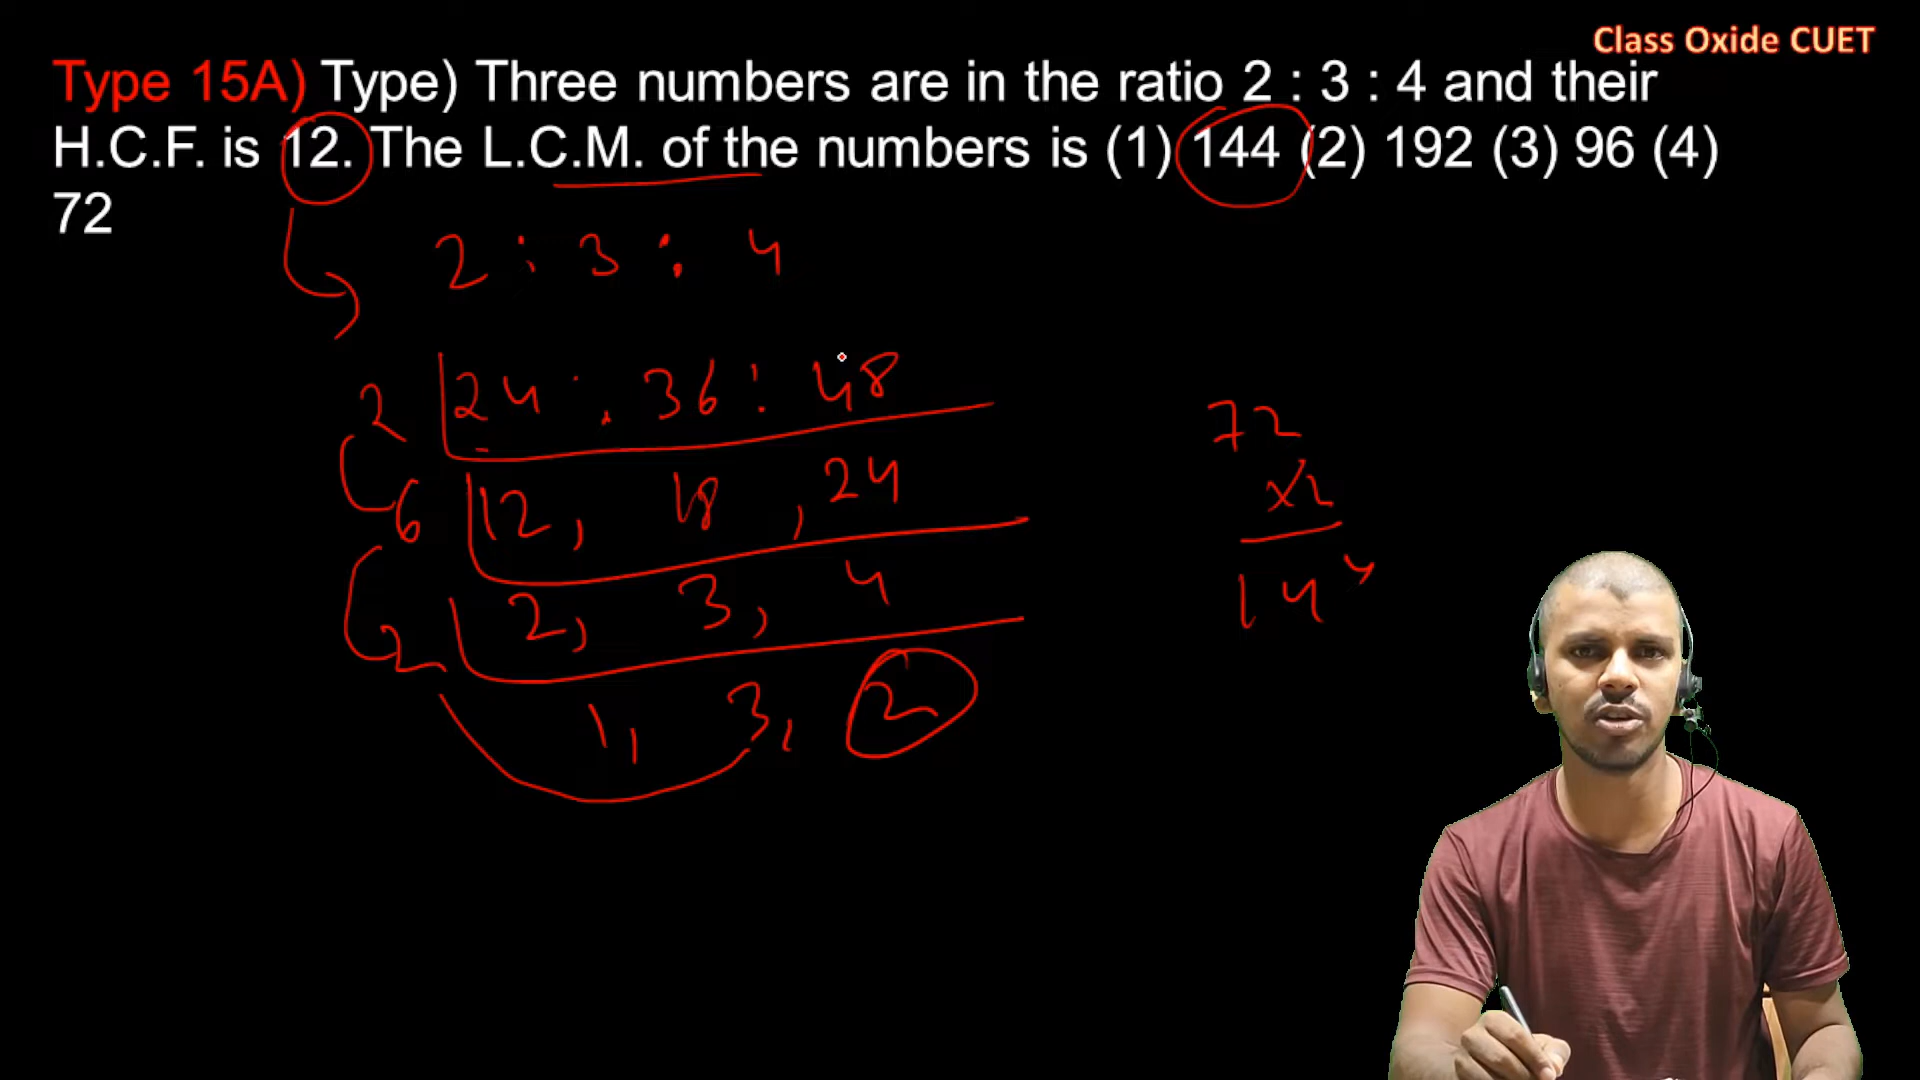 Class Oxide CUET
Type 15A) Type) Three numbers are in the ratio 2 : 3 : 4 and their
H.C.F. is 12. The L.C.M. of the numbers is (1) 144 (2) 192 (3) 96 (4)
72
2 : 3 : 4
2 24 : 36 : 48
6 12, 18, 24
2 2, 3, 4
1, 3, 2
72
x2
144